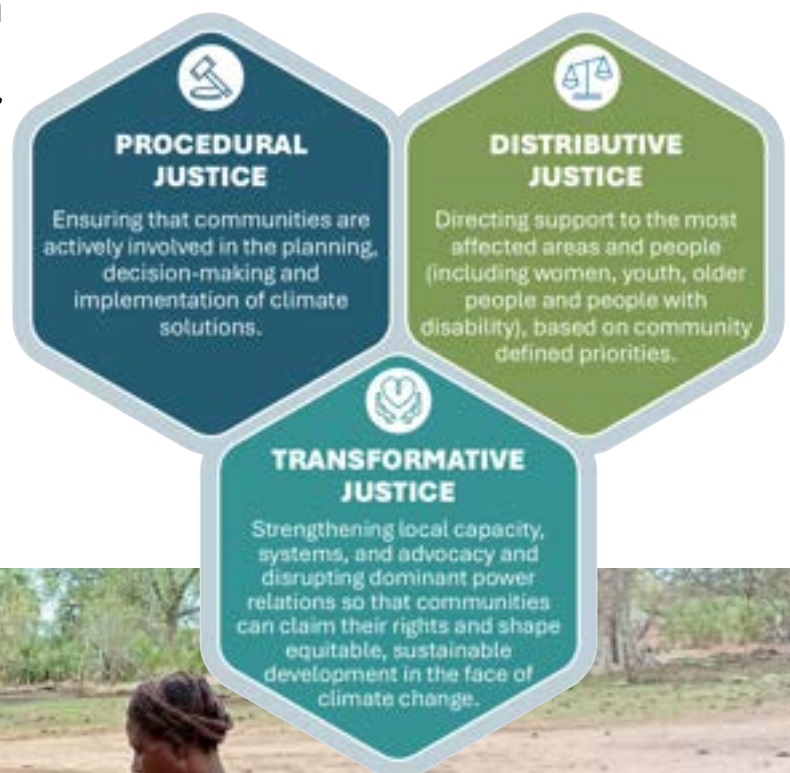 PROCEDURAL
JUSTICE
Ensuring that communities are
actively involved in the planning,
decision-making and
implementation of climate
solutions.
DISTRIBUTIVE
JUSTICE
Directing support to the most
affected areas and people
(including women, youth, older
people and people with
disability), based on community
defined priorities.
TRANSFORMATIVE
JUSTICE
Strengthening local capacity,
systems, and advocacy and
disrupting dominant power
relations so that communities
can claim their rights and shape
equitable, sustainable
development in the face of
climate change.